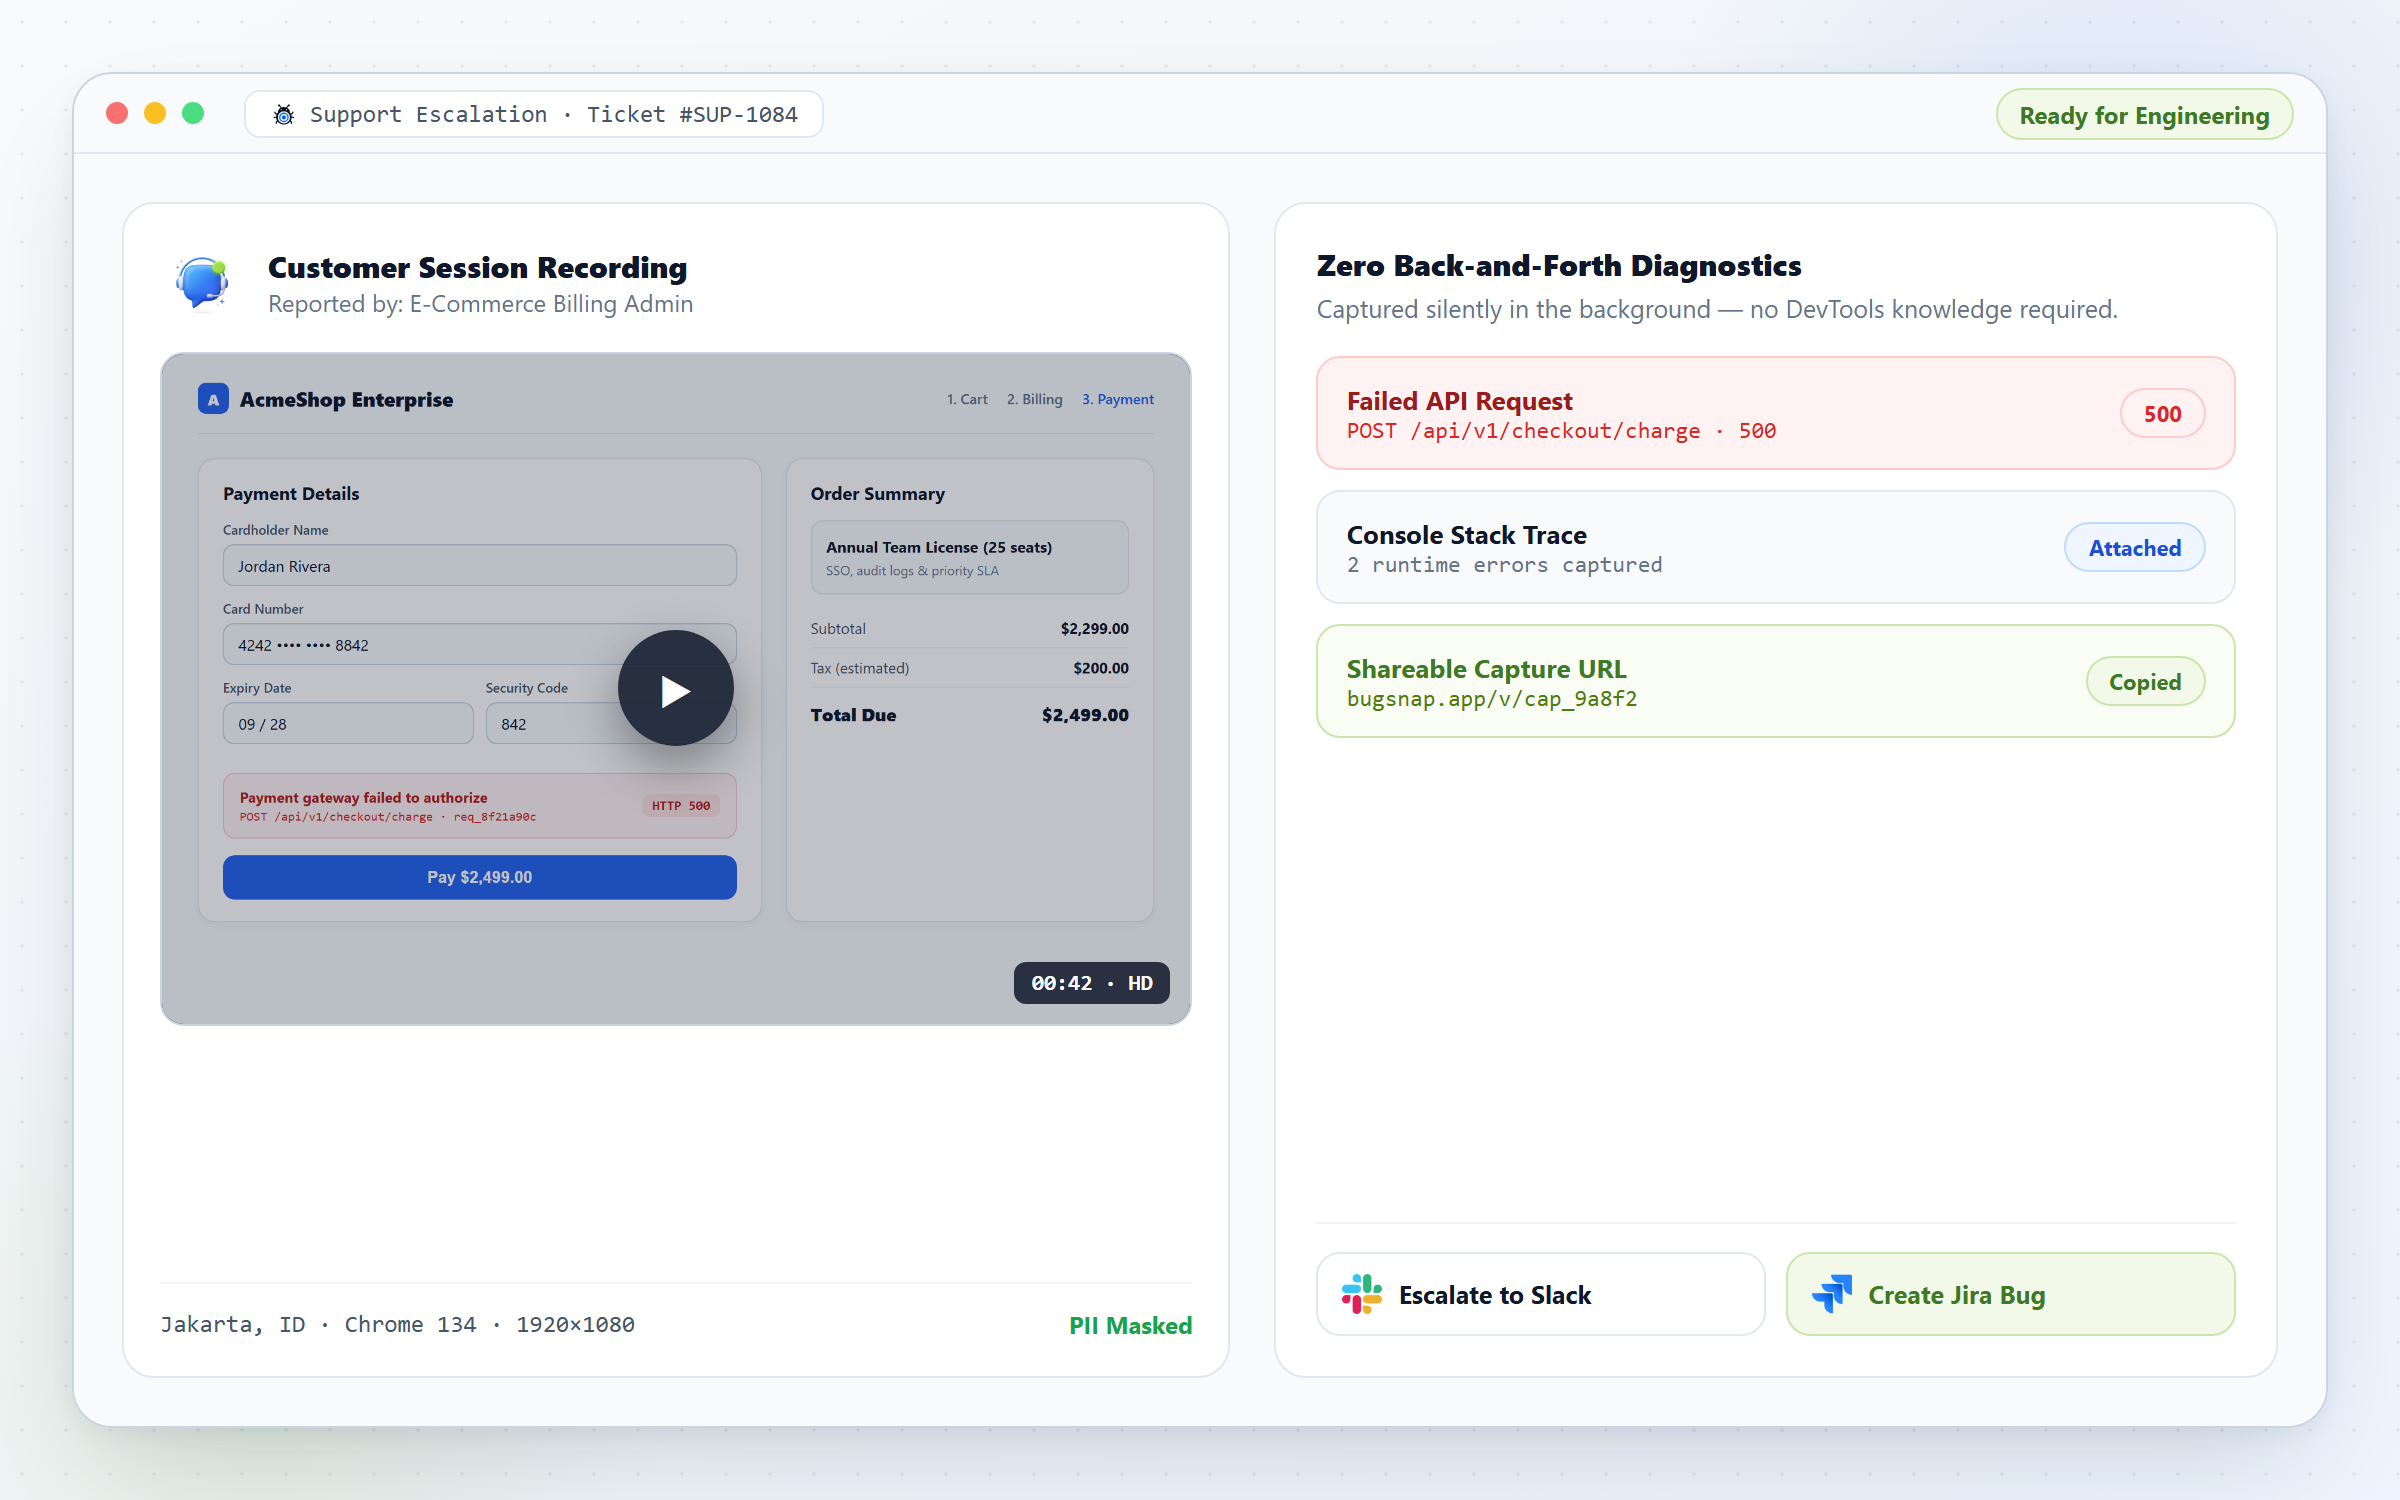 Support Escalation · Ticket #SUP-1084
Ready for Engineering
Customer Session Recording
Reported by: E-Commerce Billing Admin
A AcmeShop Enterprise
1. Cart 2. Billing 3. Payment
Payment Details
Cardholder Name
Jordan Rivera
Card Number
4242 •••• •••• 8842
Expiry Date
Security Code
09 / 28
842
Payment gateway failed to authorize
POST /api/v1/checkout/charge · req_8f21a90c
HTTP 500
Pay $2,499.00
Order Summary
Annual Team License (25 seats)
SSO, audit logs & priority SLA
Subtotal $2,299.00
Tax (estimated) $200.00
Total Due $2,499.00
00:42 · HD
Jakarta, ID · Chrome 134 · 1920×1080
PII Masked
Zero Back-and-Forth Diagnostics
Captured silently in the background — no DevTools knowledge required.
Failed API Request
POST /api/v1/checkout/charge · 500
500
Console Stack Trace
2 runtime errors captured
Attached
Shareable Capture URL
bugsnap.app/v/cap_9a8f2
Copied
Escalate to Slack
Create Jira Bug